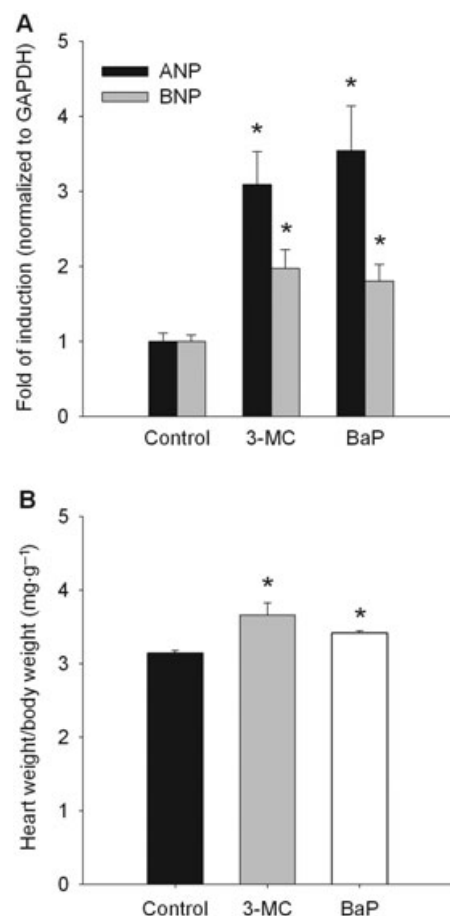 A
Fold of induction (normalized to GAPDH)
5
4
3
2
1
0
ANP
BNP
*
*
*
*
Control 3-MC BaP
B
Heart weight/body weight (mg·g⁻¹)
5
4
3
2
1
0
*
*
Control 3-MC BaP